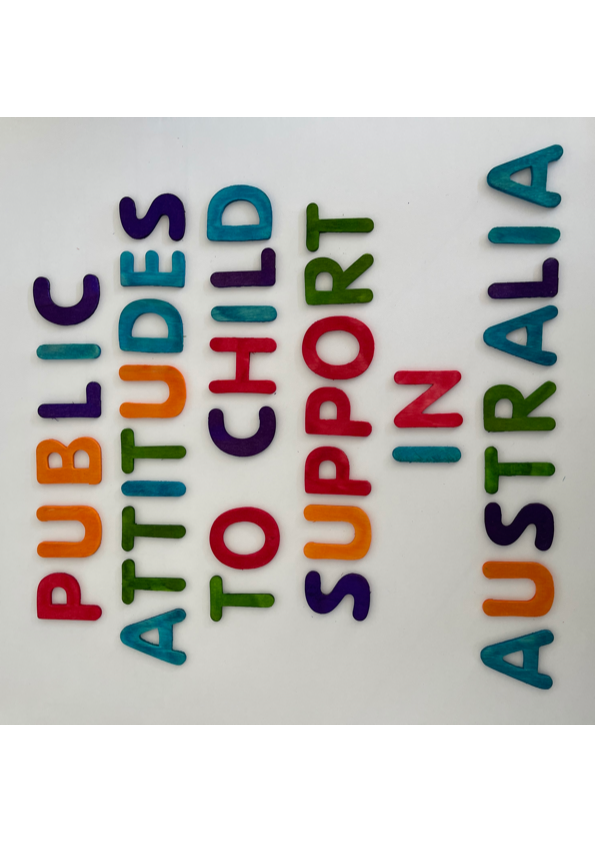 PUBLIC
ATTITUDES
TO CHILD
SUPPORT
IN
AUSTRALIA